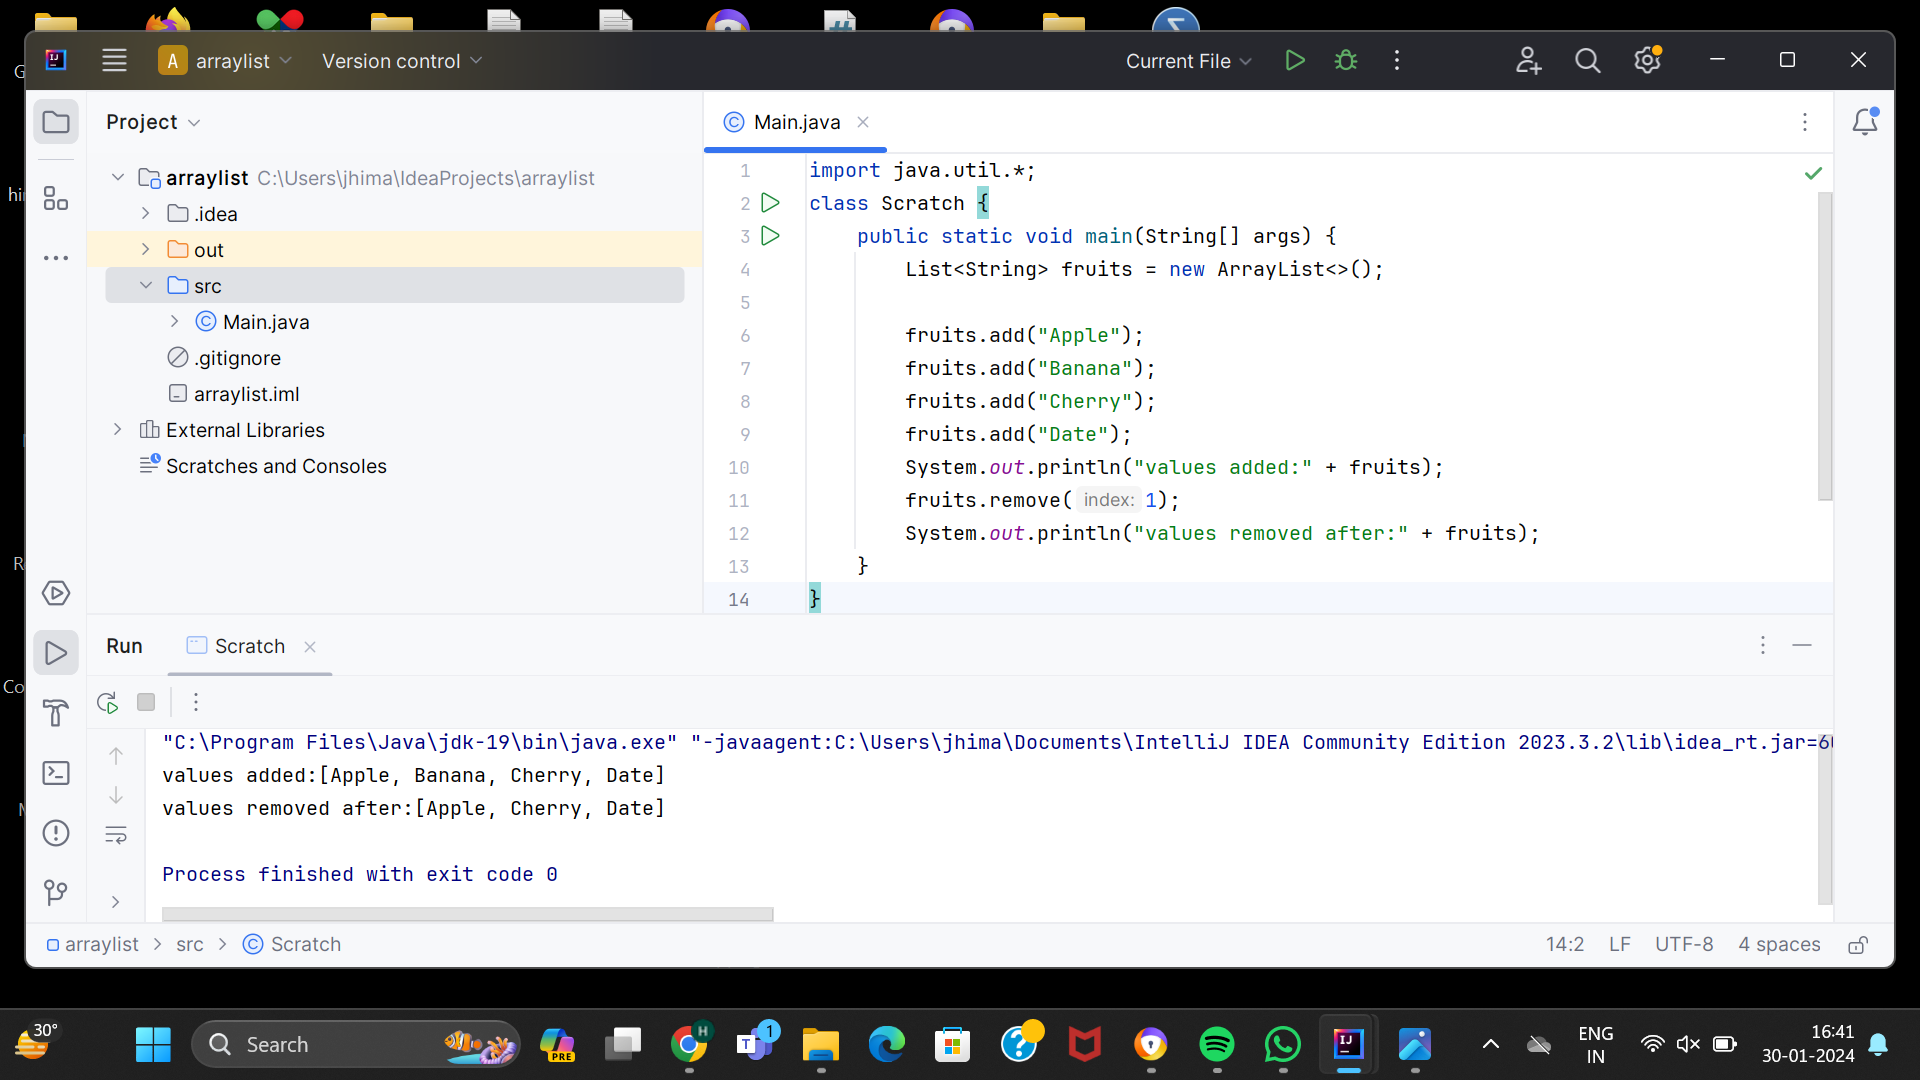 A arraylist
Version control
Current File
Project
Main.java
arraylist C:\Users\jhima\IdeaProjects\arraylist
.idea
out
src
Main.java
.gitignore
arraylist.iml
External Libraries
Scratches and Consoles
1 import java.util.*;
2 class Scratch {
3 public static void main(String[] args) {
4 List<String> fruits = new ArrayList<>();
5
6 fruits.add("Apple");
7 fruits.add("Banana");
8 fruits.add("Cherry");
9 fruits.add("Date");
10 System.out.println("values added:" + fruits);
11 fruits.remove( index: 1);
12 System.out.println("values removed after:" + fruits);
13 }
14 }
Run
Scratch
"C:\Program Files\Java\jdk-19\bin\java.exe" "-javaagent:C:\Users\jhima\Documents\IntelliJ IDEA Community Edition 2023.3.2\lib\idea_rt.jar=6
values added:[Apple, Banana, Cherry, Date]
values removed after:[Apple, Cherry, Date]
Process finished with exit code 0
arraylist > src > Scratch
14:2 LF UTF-8 4 spaces
30°
Search
PRE
H
1
ENG
IN
16:41
30-01-2024